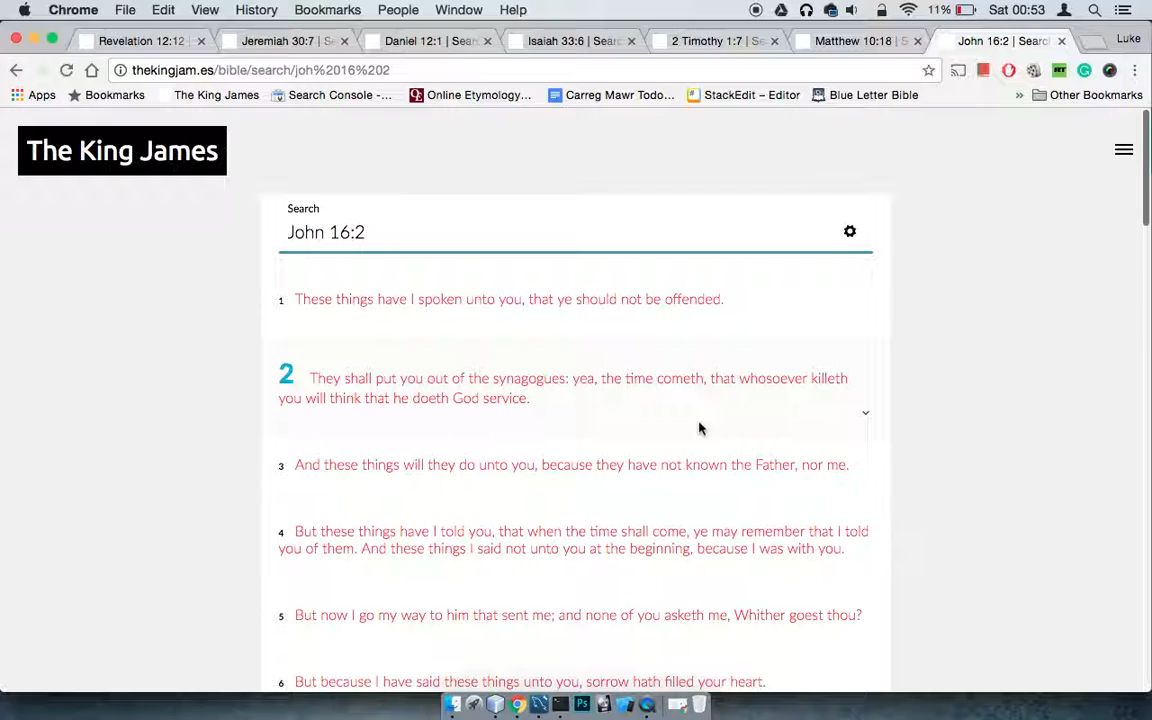 Chrome File Edit View History Bookmarks People Window Help 11% Sat 00:53
Revelation 12:12 Jeremiah 30:7 | Se Daniel 12:1 | Sear Isaiah 33:6 | Searc 2 Timothy 1:7 | Se Matthew 10:18 | S John 16:2 | Search Luke
thekingjam.es/bible/search/joh%2016%202
Apps Bookmarks The King James Search Console -... Online Etymology... Carreg Mawr Todo... StackEdit – Editor Blue Letter Bible » Other Bookmarks
The King James
Search
John 16:2
1 These things have I spoken unto you, that ye should not be offended.
2 They shall put you out of the synagogues: yea, the time cometh, that whosoever killeth
you will think that he doeth God service.
3 And these things will they do unto you, because they have not known the Father, nor me.
4 But these things have I told you, that when the time shall come, ye may remember that I told
you of them. And these things I said not unto you at the beginning, because I was with you.
5 But now I go my way to him that sent me; and none of you asketh me, Whither goest thou?
6 But because I have said these things unto you, sorrow hath filled your heart.
Ps